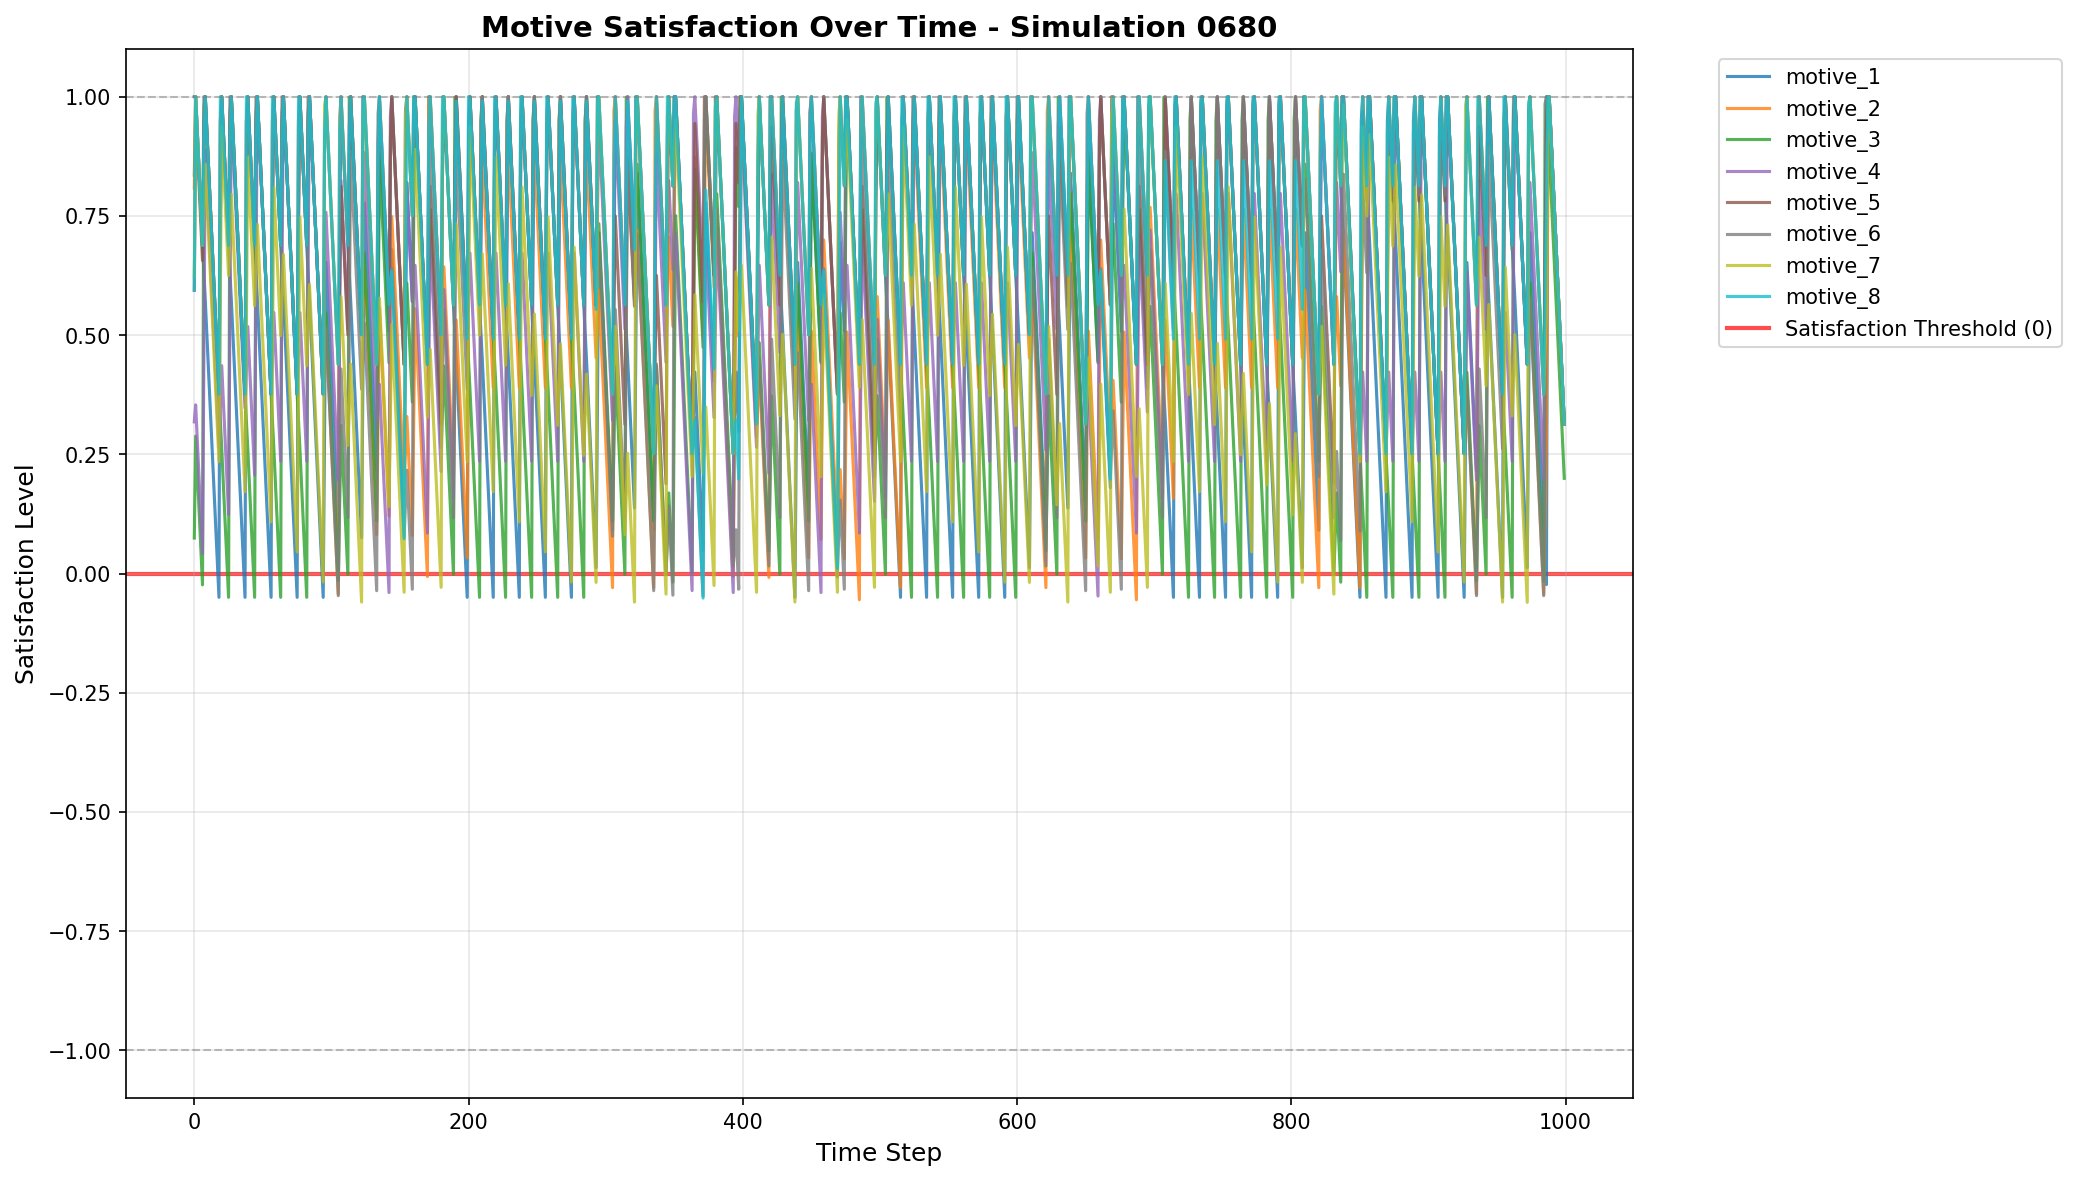 Motive Satisfaction Over Time - Simulation 0680
Satisfaction Level
1.00
0.75
0.50
0.25
0.00
−0.25
−0.50
−0.75
−1.00
0
200
400
600
800
1000
Time Step
motive_1
motive_2
motive_3
motive_4
motive_5
motive_6
motive_7
motive_8
Satisfaction Threshold (0)